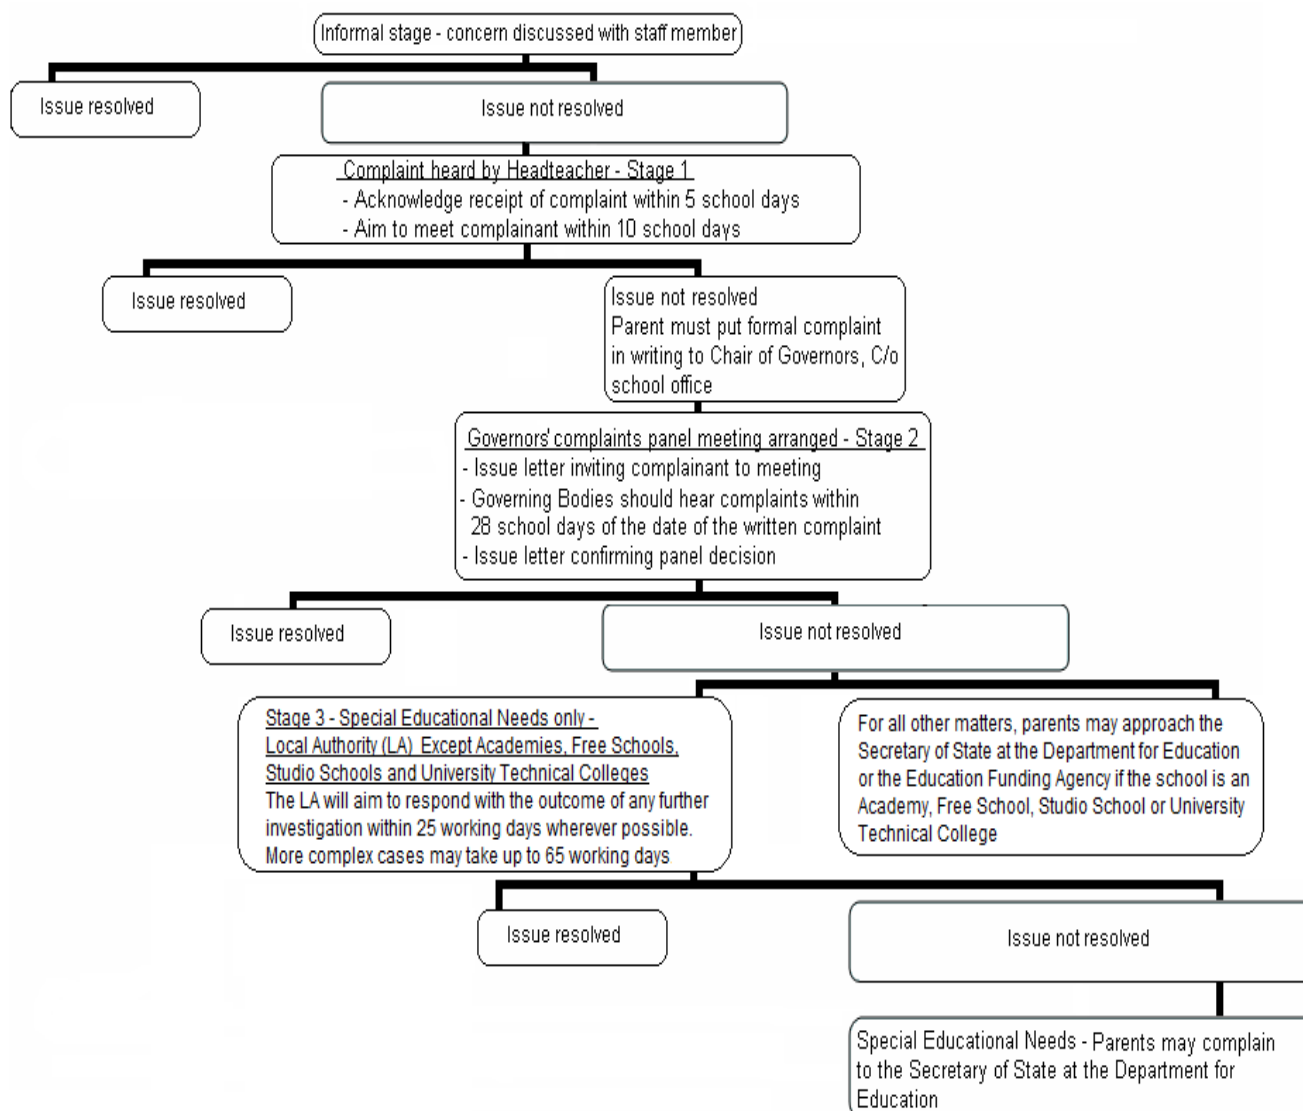 Informal stage - concern discussed with staff member
Issue resolved
Issue not resolved
Complaint heard by Headteacher - Stage 1
- Acknowledge receipt of complaint within 5 school days
- Aim to meet complainant within 10 school days
Issue resolved
Issue not resolved
Parent must put formal complaint
in writing to Chair of Governors, C/o
school office
Governors' complaints panel meeting arranged - Stage 2
- Issue letter inviting complainant to meeting
- Governing Bodies should hear complaints within
28 school days of the date of the written complaint
- Issue letter confirming panel decision
Issue resolved
Issue not resolved
Stage 3 - Special Educational Needs only -
Local Authority (LA) Except Academies, Free Schools,
Studio Schools and University Technical Colleges
The LA will aim to respond with the outcome of any further
investigation within 25 working days wherever possible.
More complex cases may take up to 65 working days
For all other matters, parents may approach the
Secretary of State at the Department for Education
or the Education Funding Agency if the school is an
Academy, Free School, Studio School or University
Technical College
Issue resolved
Issue not resolved
Special Educational Needs - Parents may complain
to the Secretary of State at the Department for
Education